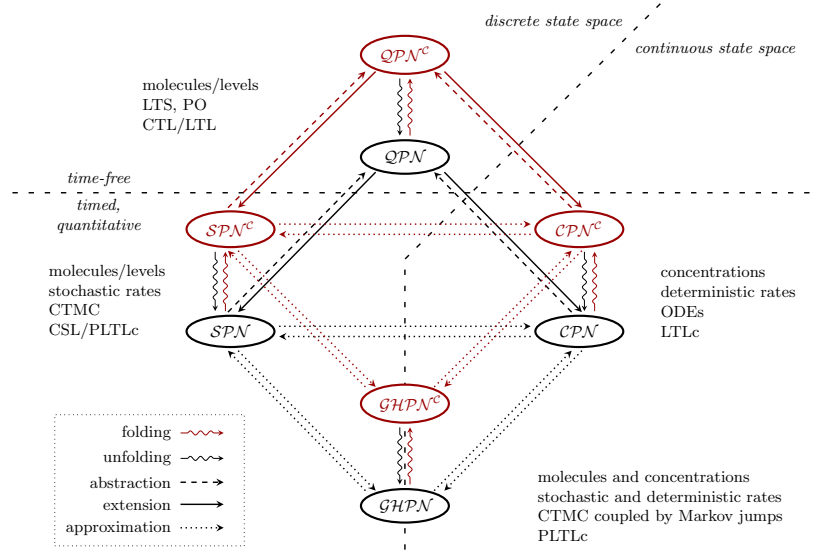 discrete state space
continuous state space
QPN^C
molecules/levels
LTS, PO
CTL/LTL
QPN
time-free
timed,
quantitative
SPN^C
CPN^C
molecules/levels
stochastic rates
CTMC
CSL/PLTLc
concentrations
deterministic rates
ODEs
LTLc
SPN
CPN
GHPN^C
folding
unfolding
abstraction
extension
approximation
GHPN
molecules and concentrations
stochastic and deterministic rates
CTMC coupled by Markov jumps
PLTLc